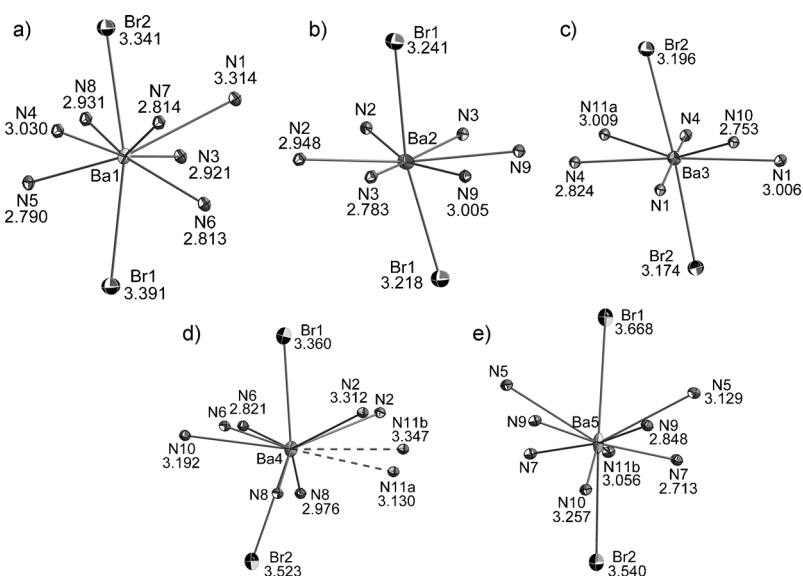 a)
Br2
3.341
N1
3.314
N8
2.931
N7
2.814
N4
3.030
Ba1
N3
2.921
N5
2.790
N6
2.813
Br1
3.391
b)
Br1
3.241
N2
N3
N2
2.948
Ba2
N9
N3
2.783
N9
3.005
Br1
3.218
c)
Br2
3.196
N11a
3.009
N4
N10
2.753
N4
2.824
Ba3
N1
3.006
N1
Br2
3.174
d)
Br1
3.360
N6
2.821
N6
N2
3.312
N2
N10
3.192
Ba4
N11b
3.347
N11a
3.130
N8
N8
2.976
Br2
3.523
e)
Br1
3.668
N5
N5
3.129
N9
Ba5
N9
2.848
N7
N11b
3.056
N7
2.713
N10
3.257
Br2
3.540